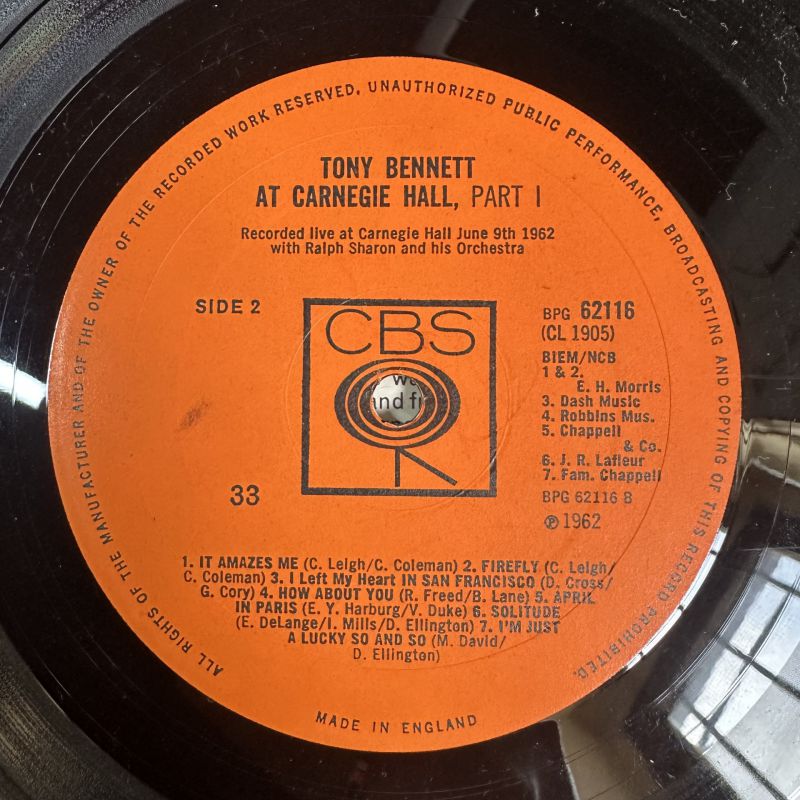 ALL RIGHTS OF THE MANUFACTURER AND OF THE OWNER OF THE RECORDED WORK RESERVED. UNAUTHORIZED PUBLIC PERFORMANCE, BROADCASTING AND COPYING OF THIS RECORD PROHIBITED.
TONY BENNETT
AT CARNEGIE HALL, PART I
Recorded live at Carnegie Hall June 9th 1962
with Ralph Sharon and his Orchestra
SIDE 2
CBS
BPG 62116
(CL 1905)
BIEM/NCB
1 & 2.
E. H. Morris
3. Dash Music
4. Robbins Mus.
5. Chappell
& Co.
6. J. R. Lafleur
7. Fam. Chappell
BPG 62116 B
℗ 1962
33
1. IT AMAZES ME (C. Leigh/C. Coleman) 2. FIREFLY (C. Leigh/
C. Coleman) 3. I Left My Heart IN SAN FRANCISCO (D. Cross/
G. Cory) 4. HOW ABOUT YOU (R. Freed/B. Lane) 5. APRIL
IN PARIS (E. Y. Harburg/V. Duke) 6. SOLITUDE
(E. DeLange/I. Mills/D. Ellington) 7. I'M JUST
A LUCKY SO AND SO (M. David/
D. Ellington)
MADE IN ENGLAND